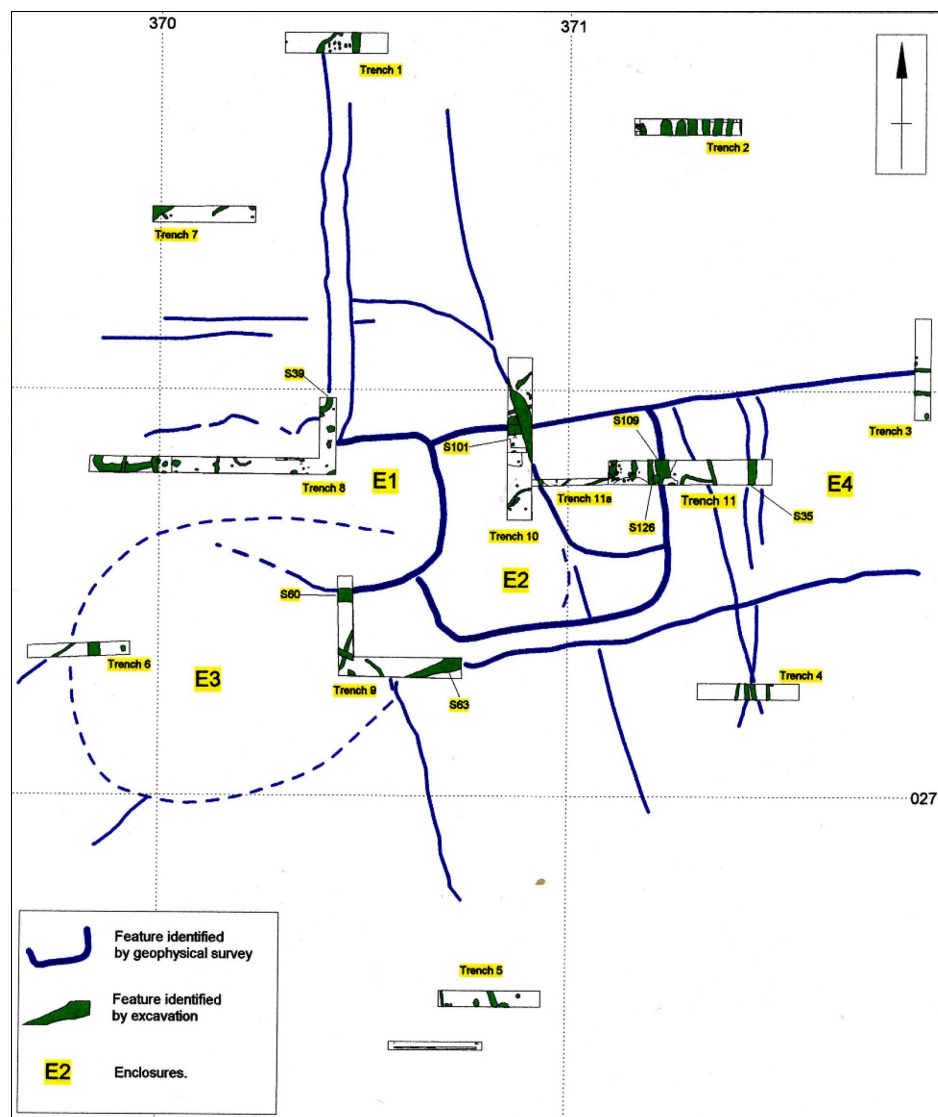 370
371
Trench 1
Trench 2
Trench 7
S39
Trench 3
S109
S101
Trench 8
E1
Trench 11a
Trench 11
E4
Trench 10
S126
S35
E2
S60
Trench 6
E3
Trench 9
S63
Trench 4
027
Feature identified
by geophysical survey
Feature identified
by excavation
E2
Enclosures.
Trench 5